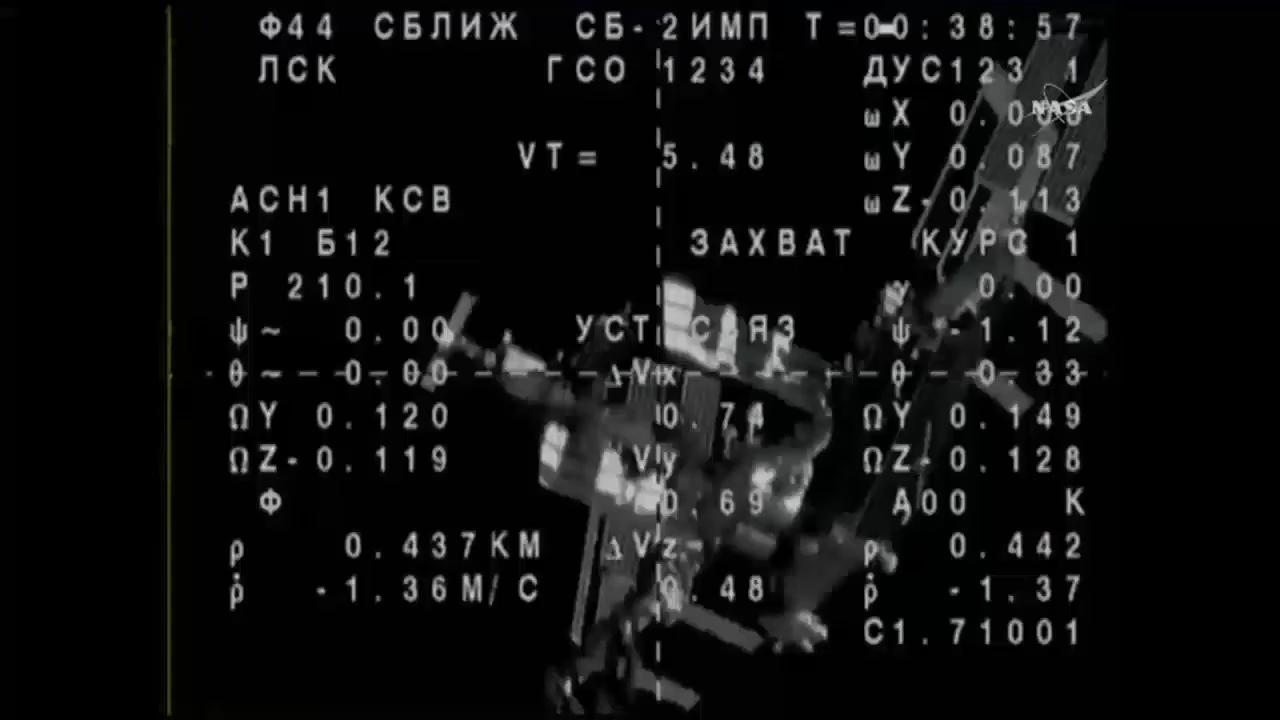 Ф44 СБЛИЖ СБ-2ИМП Т=00:38:57
ЛСК ГСО 1234 ДУС123 1
NASA
ωX 0.000
VT= 5.48 ωY 0.087
АСН1 КСВ ωZ-0.113
К1 Б12 ЗАХВАТ КУРС 1
Р 210.1 γ 0.00
ψ~ 0.00 УСТ СВЯЗ ψ -1.12
θ~ 0.00 ΔVx θ 0.33
ΩY 0.120 0.74 ΩY 0.149
ΩZ-0.119 Vy ΩZ-0.128
Ф 0.69 А00 К
ρ 0.437КМ ΔVz- ρ 0.442
ρ̇ -1.36М/С 0.48 ρ̇ -1.37
С1.71001